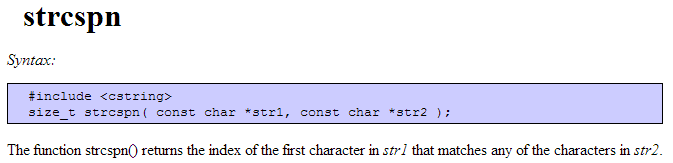 strcspn
Syntax:
#include <cstring>
size_t strcspn( const char *str1, const char *str2 );
The function strcspn() returns the index of the first character in str1 that matches any of the characters in str2.